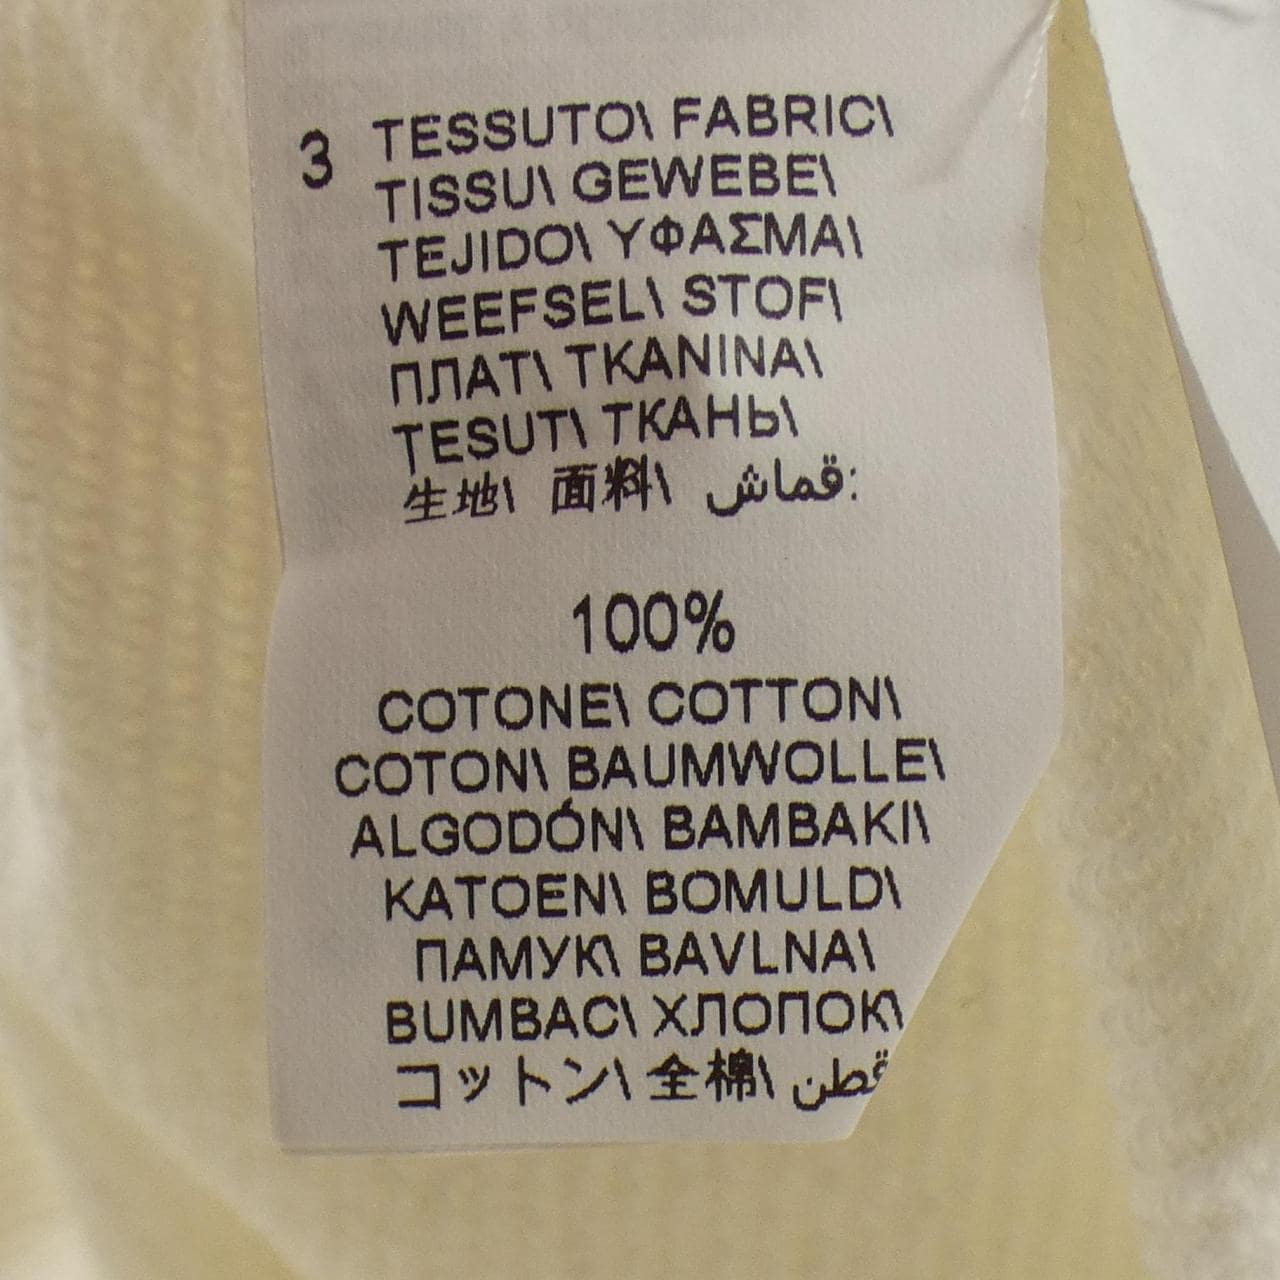 3 TESSUTO\ FABRIC\
TISSU\ GEWEBE\
TEJIDO\ ΥΦΑΣΜΑ\
WEEFSEL\ STOF\
ПЛАТ\ TKANINA\
TESUT\ ТКАНЬ\
生地\ 面料\ قماش:
100%
COTONE\ COTTON\
COTON\ BAUMWOLLE\
ALGODÓN\ BAMBAKI\
KATOEN\ BOMULD\
ПАМУК\ BAVLNA\
BUMBAC\ ХЛОПОК\
コットン\ 全棉\ قطن